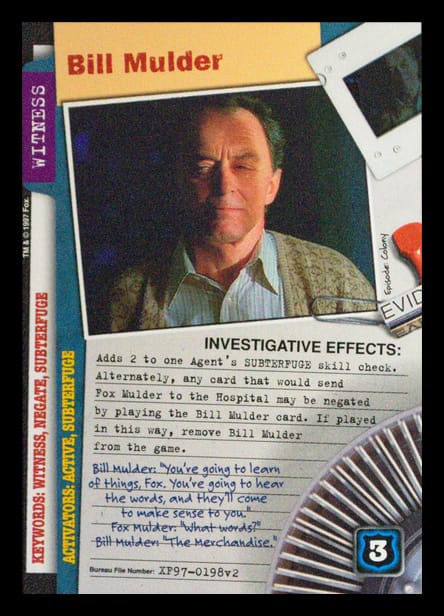 Bill Mulder
WITNESS
TM & © 1997 Fox.
Episode: Colony
EVID
KEYWORDS: WITNESS, NEGATE, SUBTERFUGE
ACTIVATORS: ACTIVE, SUBTERFUGE
INVESTIGATIVE EFFECTS:
Adds 2 to one Agent's SUBTERFUGE skill check.
Alternately, any card that would send
Fox Mulder to the Hospital may be negated
by playing the Bill Mulder card. If played
in this way, remove Bill Mulder
from the game.
Bill Mulder: "You're going to learn
of things, Fox. You're going to hear
the words, and they'll come
to make sense to you."
Fox Mulder: "What words?"
Bill Mulder: "The Merchandise."
Bureau File Number: XF97-0198v2
3